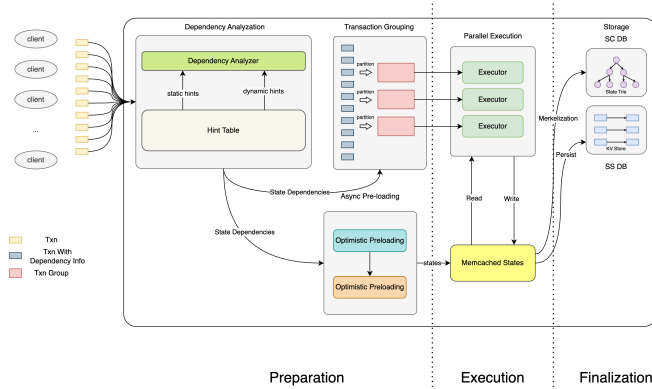 Dependency Analyzation
Transaction Grouping
Parallel Execution
Storage
SC DB
client
client
client
...
client
Dependency Analyzer
static hints
dynamic hints
Hint Table
partition
partition
partition
Executor
Executor
Executor
State Trie
Merkelization
KV Store
SS DB
Persist
State Dependencies
Async Pre-loading
Read
Write
State Dependencies
Optimistic Preloading
Optimistic Preloading
states
Memcached States
Txn
Txn With
Dependency Info
Txn Group
Preparation
Execution
Finalization